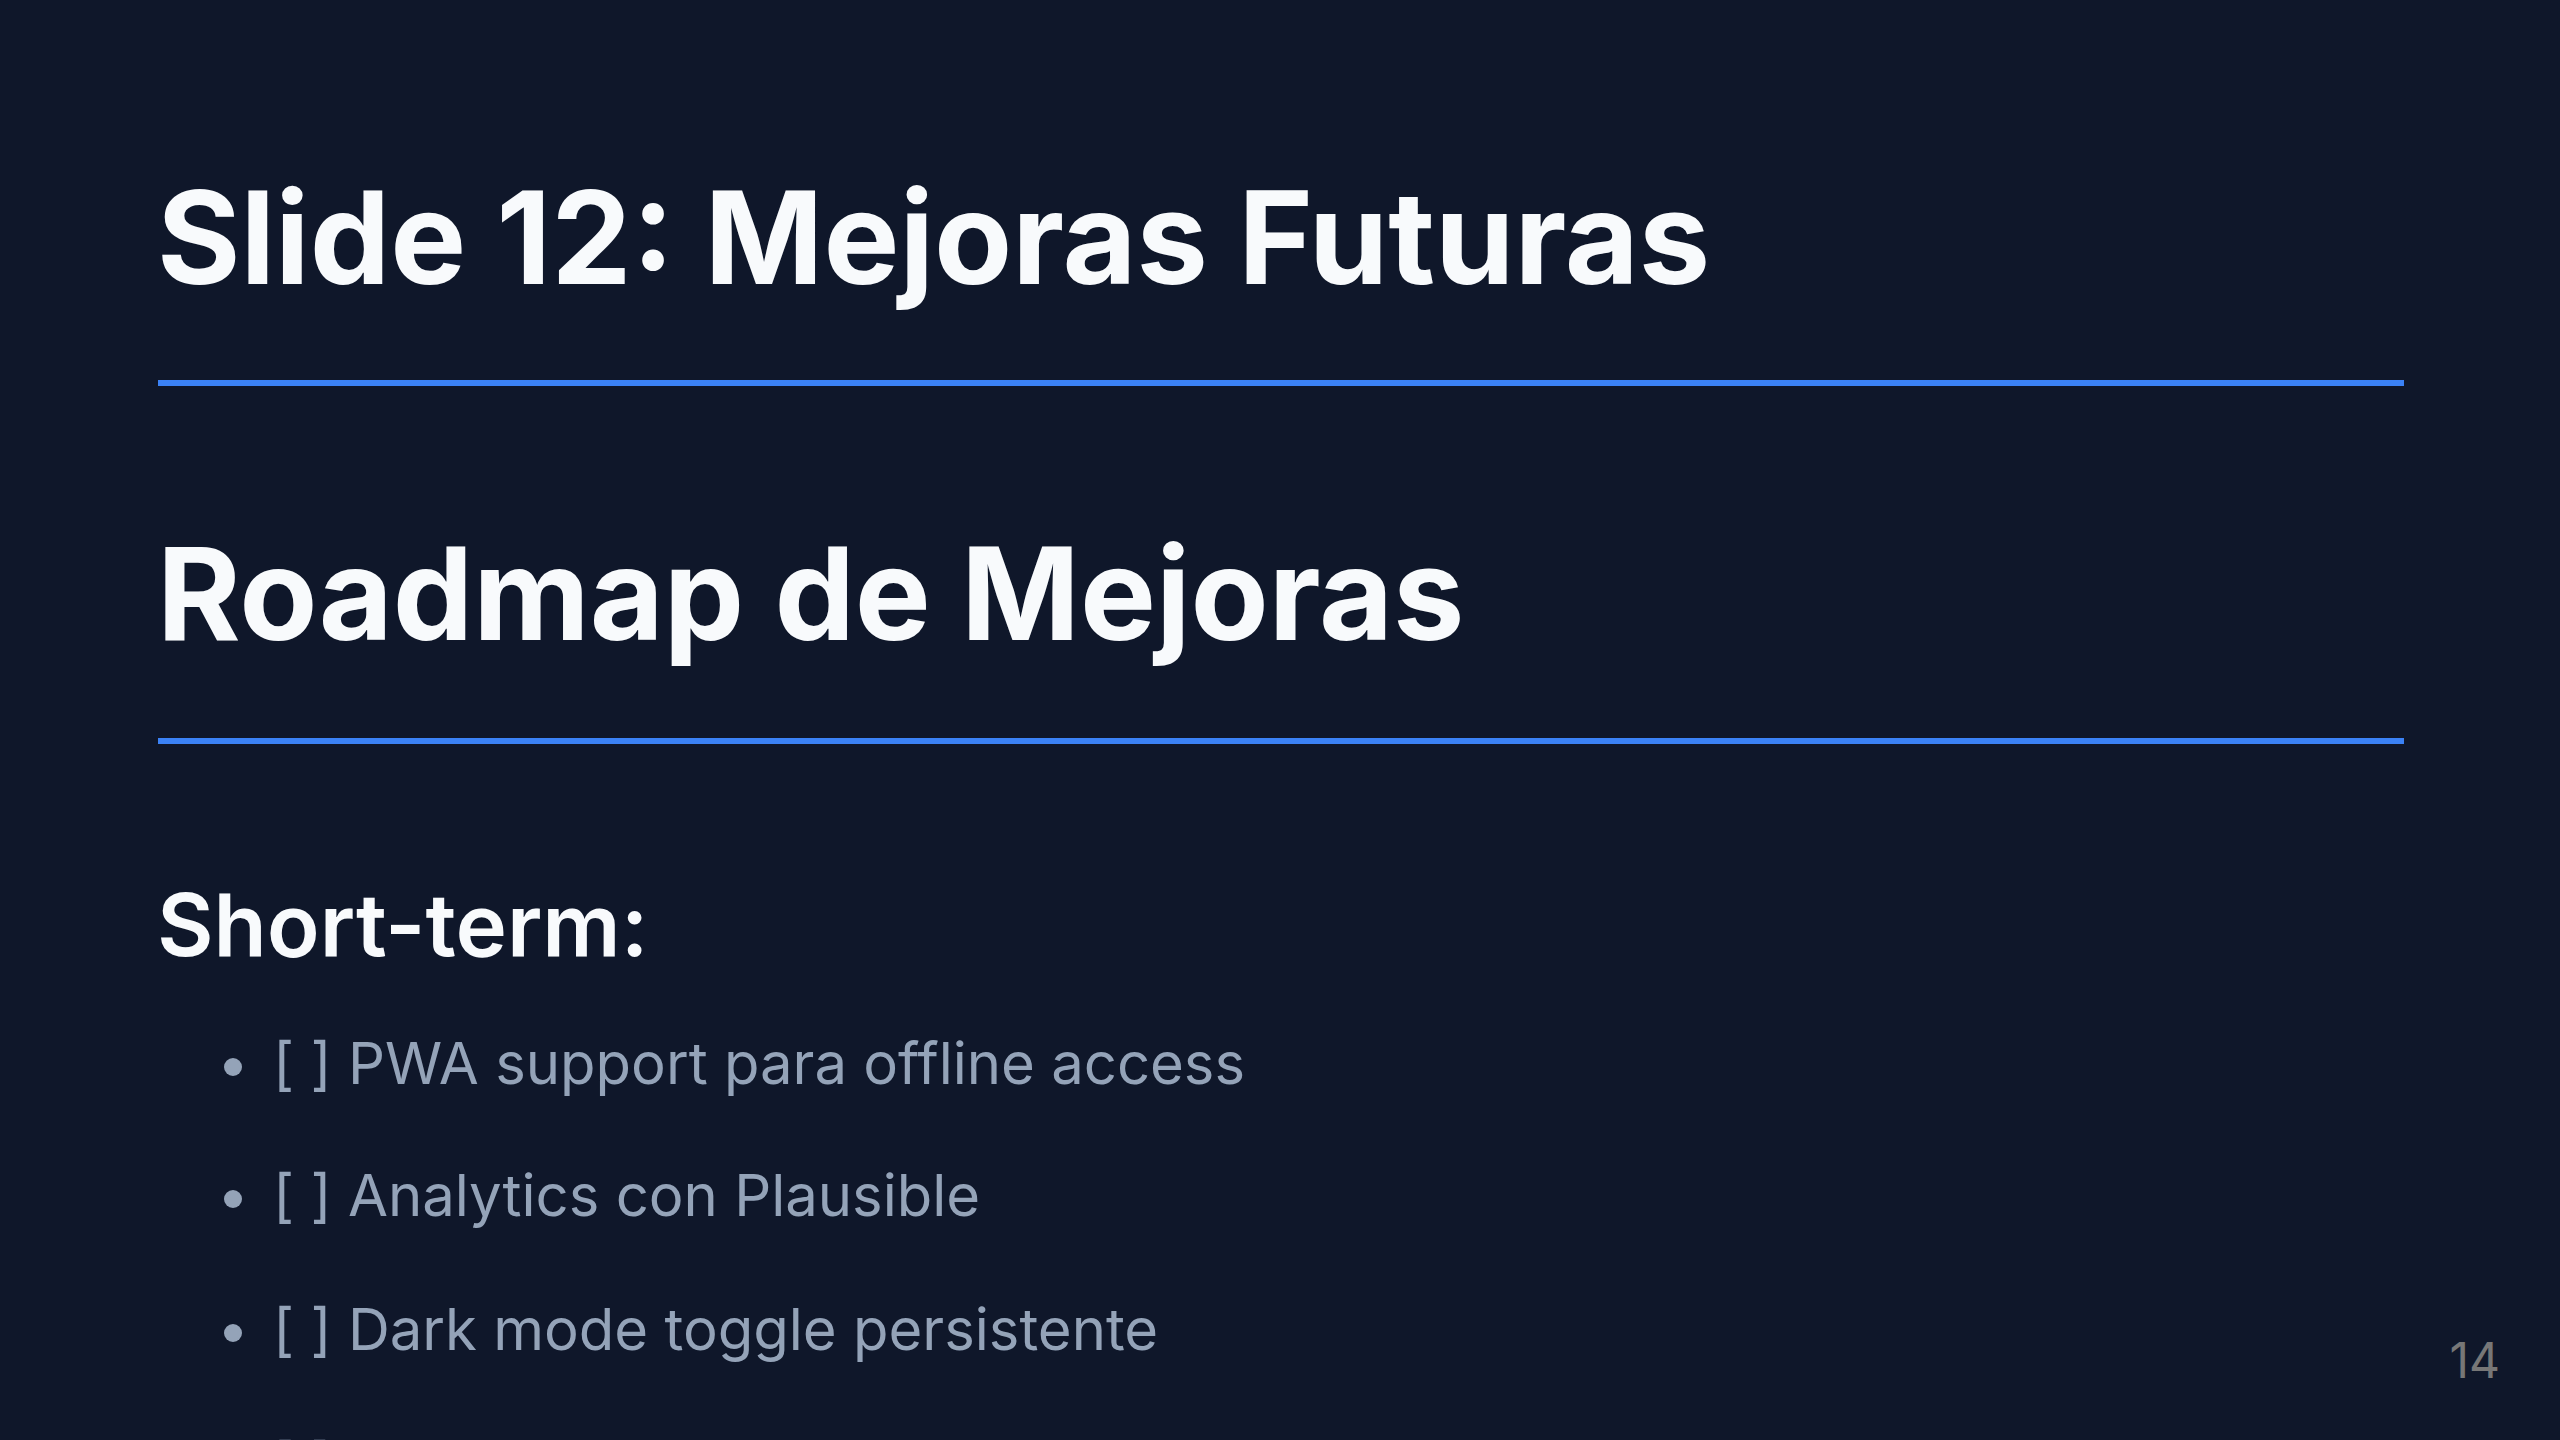 Slide 12: Mejoras Futuras
Roadmap de Mejoras
Short-term:
• [ ] PWA support para offline access
• [ ] Analytics con Plausible
• [ ] Dark mode toggle persistente
14